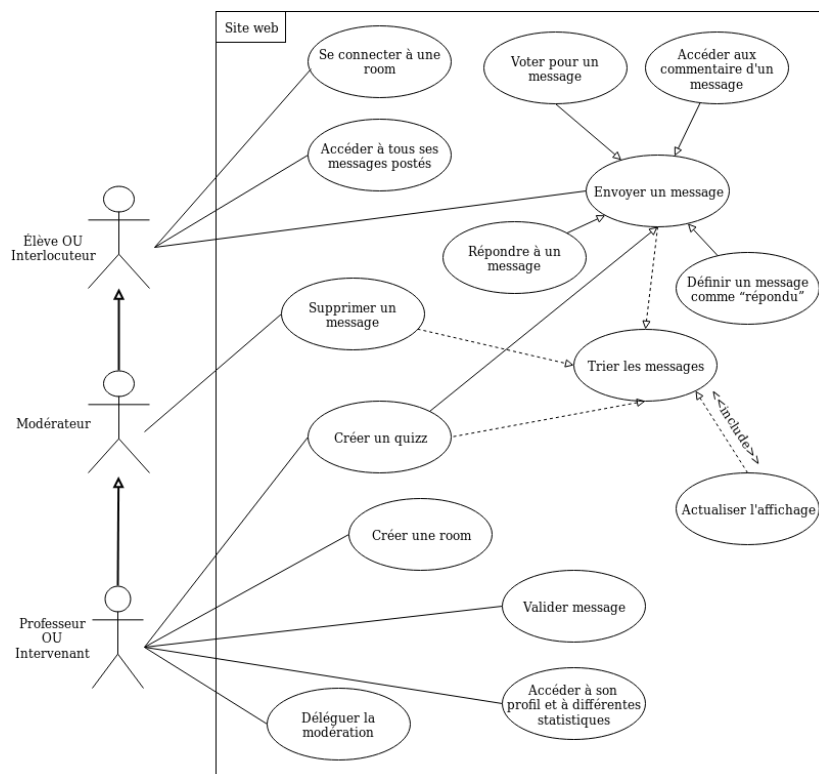 Site web
Se connecter à une
room
Voter pour un
message
Accéder aux
commentaire d'un
message
Accéder à tous ses
messages postés
Envoyer un message
Élève OU
Interlocuteur
Répondre à un
message
Définir un message
comme “répondu”
Supprimer un
message
Trier les messages
Modérateur
Créer un quizz
<<include>>
Actualiser l'affichage
Créer une room
Valider message
Professeur
OU
Intervenant
Accéder à son
profil et à différentes
statistiques
Déléguer la
modération